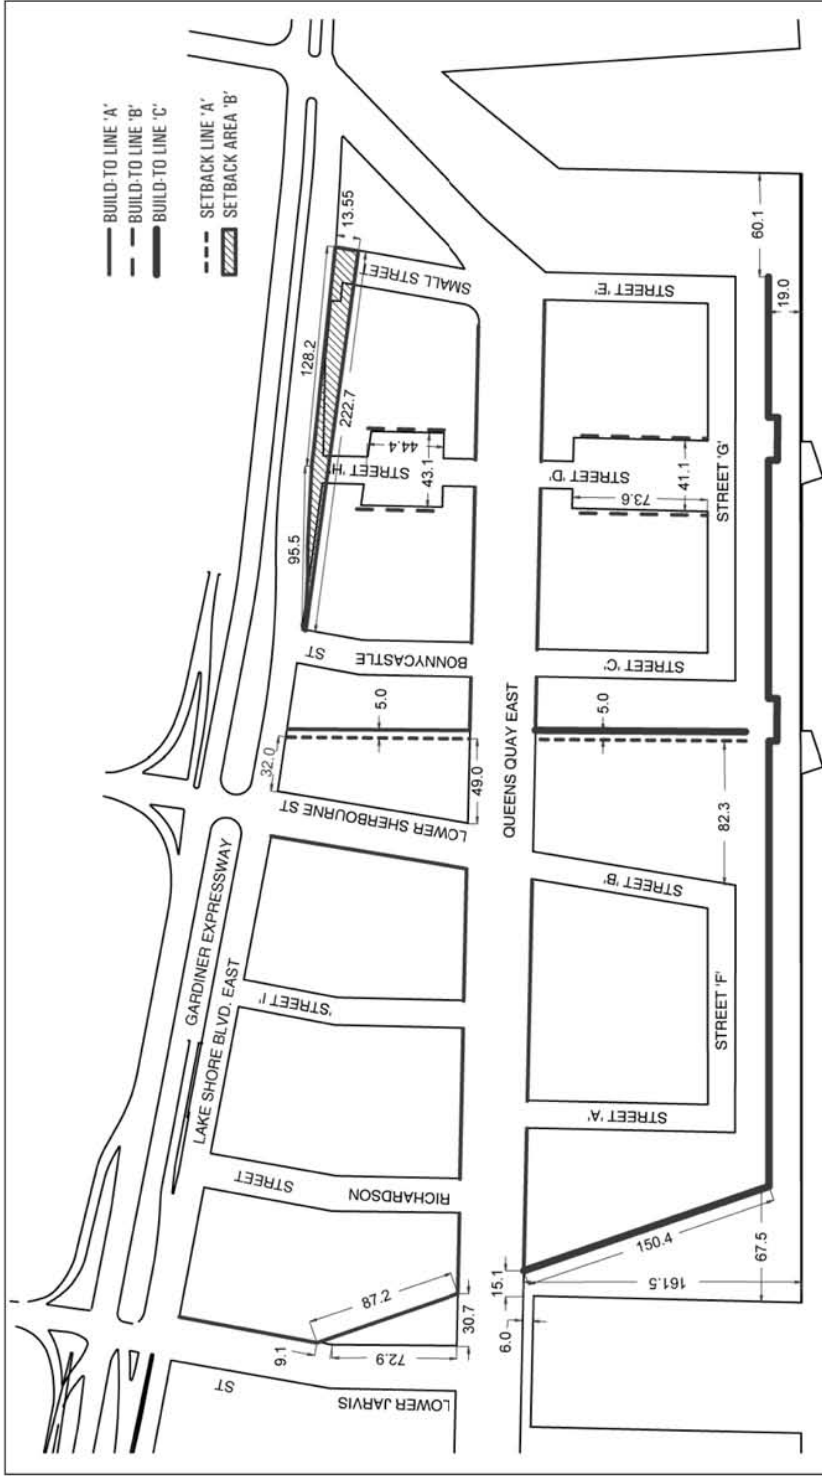 BUILD-TO LINE 'A'
BUILD-TO LINE 'B'
BUILD-TO LINE 'C'
SETBACK LINE 'A'
SETBACK AREA 'B'
13.55
128.2
222.7
95.5
SMALL STREET
STREET 'H'
44.4
43.1
BONNYCASTLE
ST
5.0
32.0
49.0
LOWER SHERBOURNE ST
GARDINER EXPRESSWAY
LAKE SHORE BLVD. EAST
'STREET I'
RICHARDSON
STREET
87.2
30.7
9.1
72.9
LOWER JARVIS
ST
QUEENS QUAY EAST
60.1
19.0
STREET 'E'
STREET 'D'
73.6
41.1
STREET 'G'
STREET 'C'
5.0
82.3
STREET 'B'
STREET 'F'
STREET 'A'
150.4
67.5
15.1
161.5
6.0